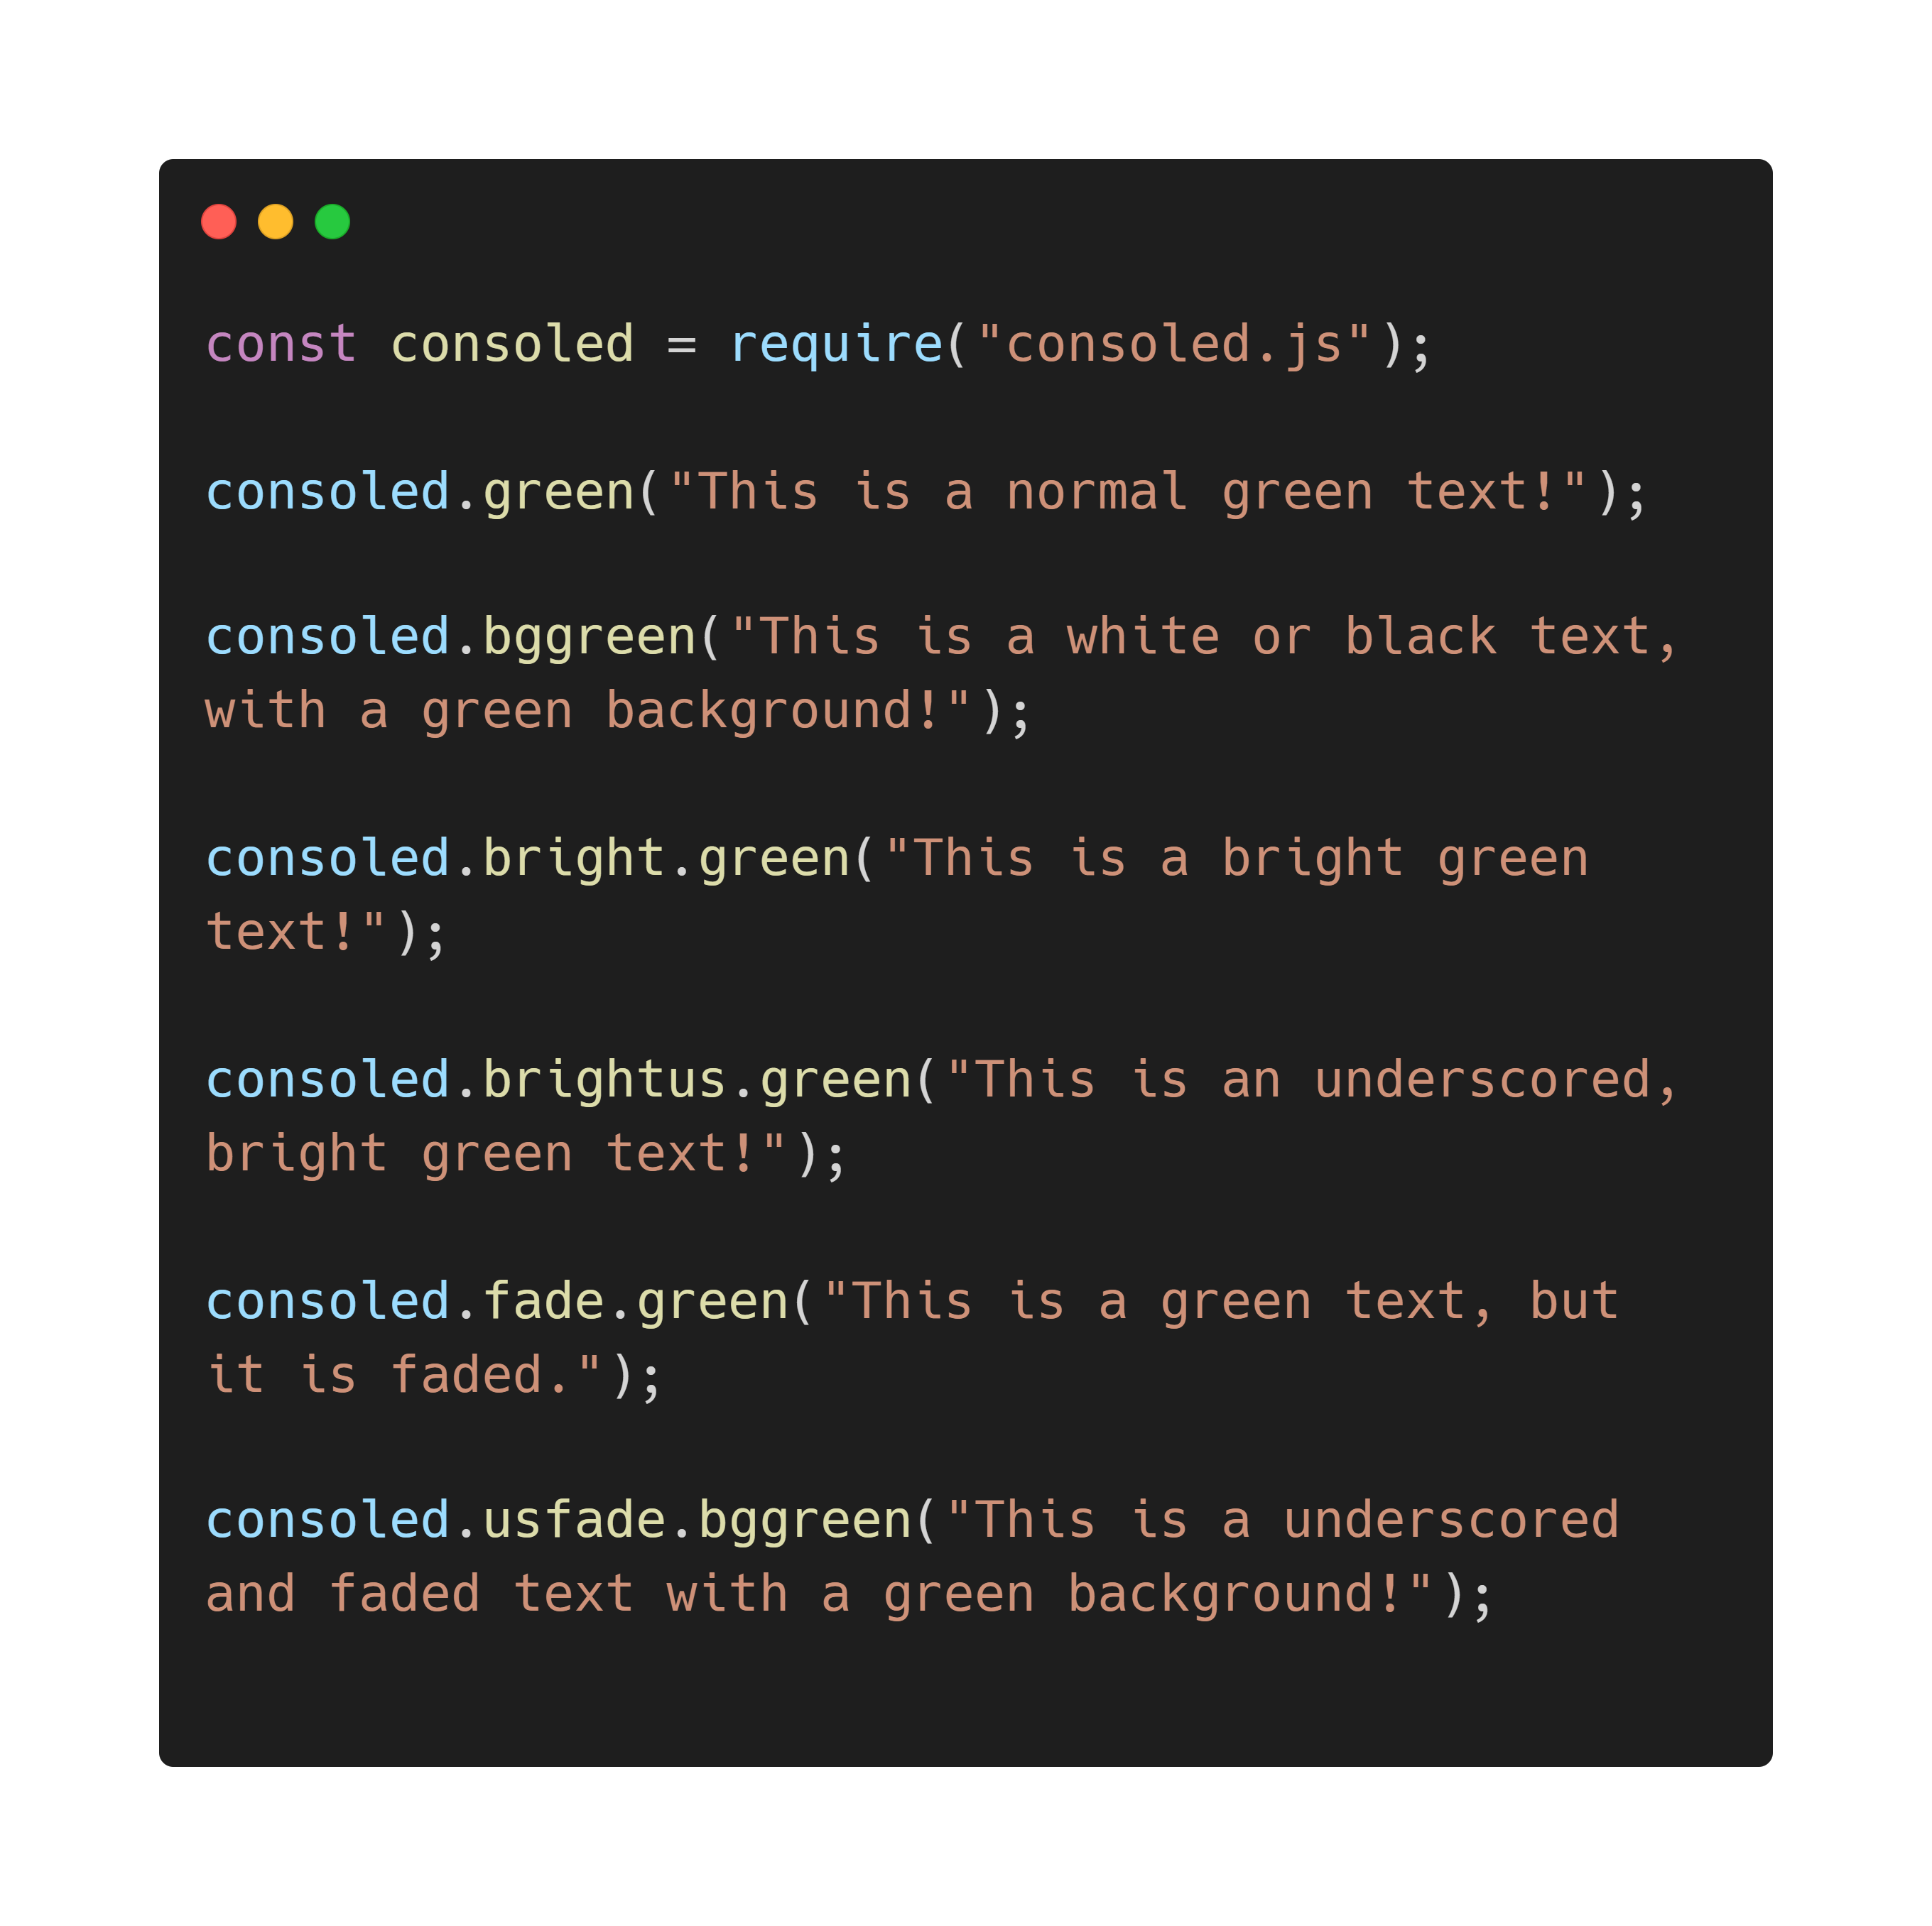 const consoled = require("consoled.js");
consoled.green("This is a normal green text!");
consoled.bggreen("This is a white or black text,
with a green background!");
consoled.bright.green("This is a bright green
text!");
consoled.brightus.green("This is an underscored,
bright green text!");
consoled.fade.green("This is a green text, but
it is faded.");
consoled.usfade.bggreen("This is a underscored
and faded text with a green background!");